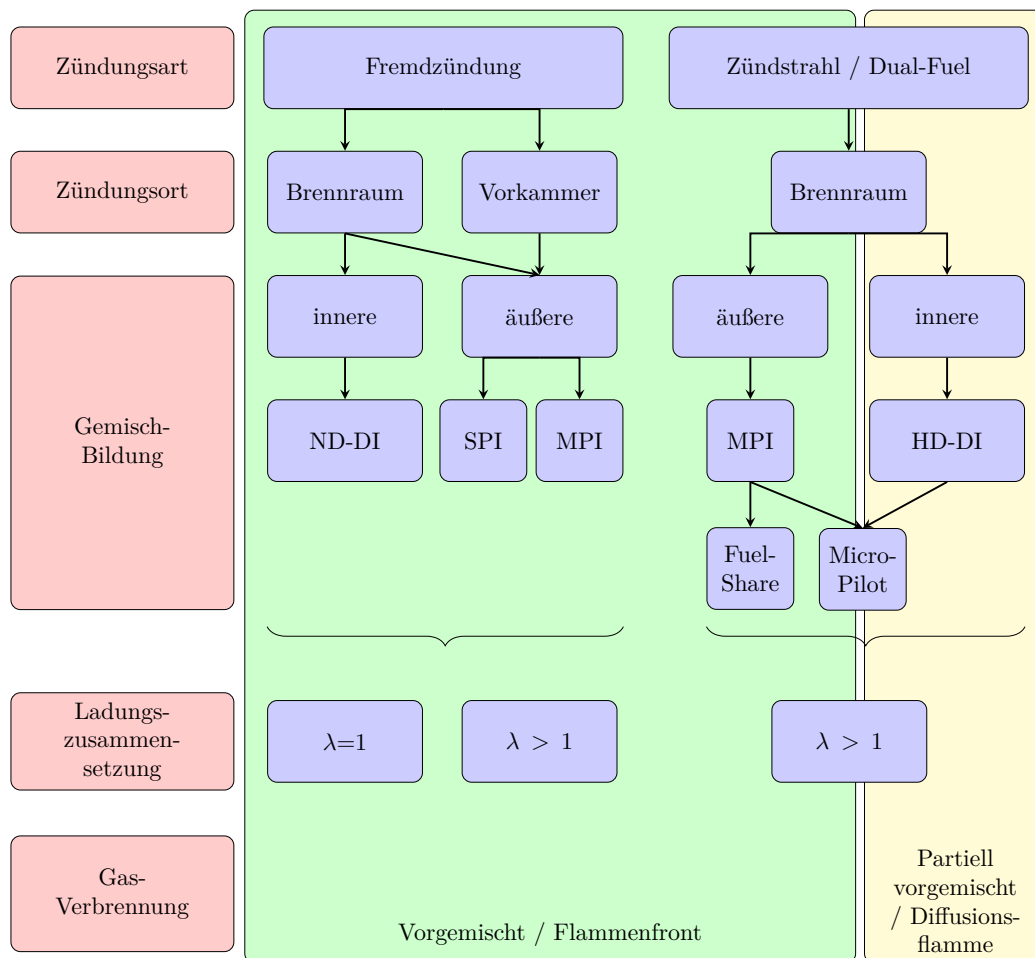 Zündungsart
Fremdzündung
Zündstrahl / Dual-Fuel
Zündungsort
Brennraum
Vorkammer
Brennraum
Gemisch-
Bildung
innere
äußere
äußere
innere
ND-DI
SPI
MPI
MPI
HD-DI
Fuel-
Share
Micro-
Pilot
Ladungs-
zusammen-
setzung
λ=1
λ > 1
λ > 1
Gas-
Verbrennung
Vorgemischt / Flammenfront
Partiell
vorgemischt
/ Diffusions-
flamme